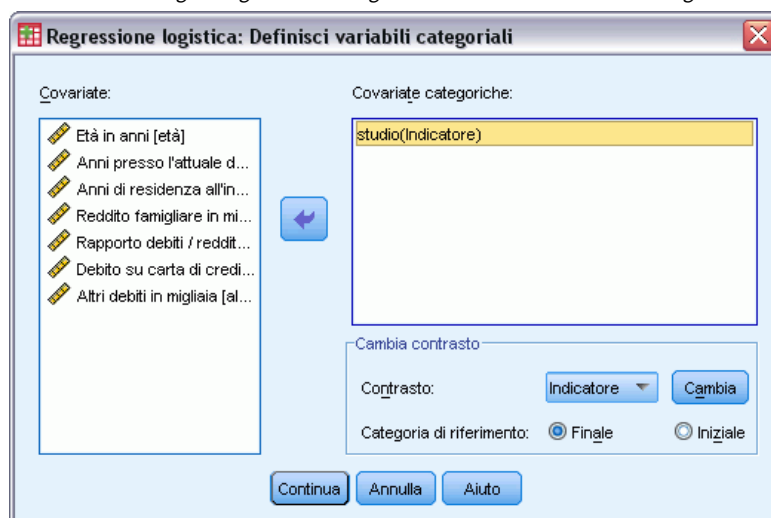 Regressione logistica: Definisci variabili categoriali
Covariate:
Età in anni [età]
Anni presso l'attuale d...
Anni di residenza all'in...
Reddito famigliare in mi...
Rapporto debiti / reddit...
Debito su carta di credi...
Altri debiti in migliaia [al...
Covariate categoriche:
studio(Indicatore)
Cambia contrasto
Contrasto:
Indicatore
Cambia
Categoria di riferimento:
Finale
Iniziale
Continua
Annulla
Aiuto